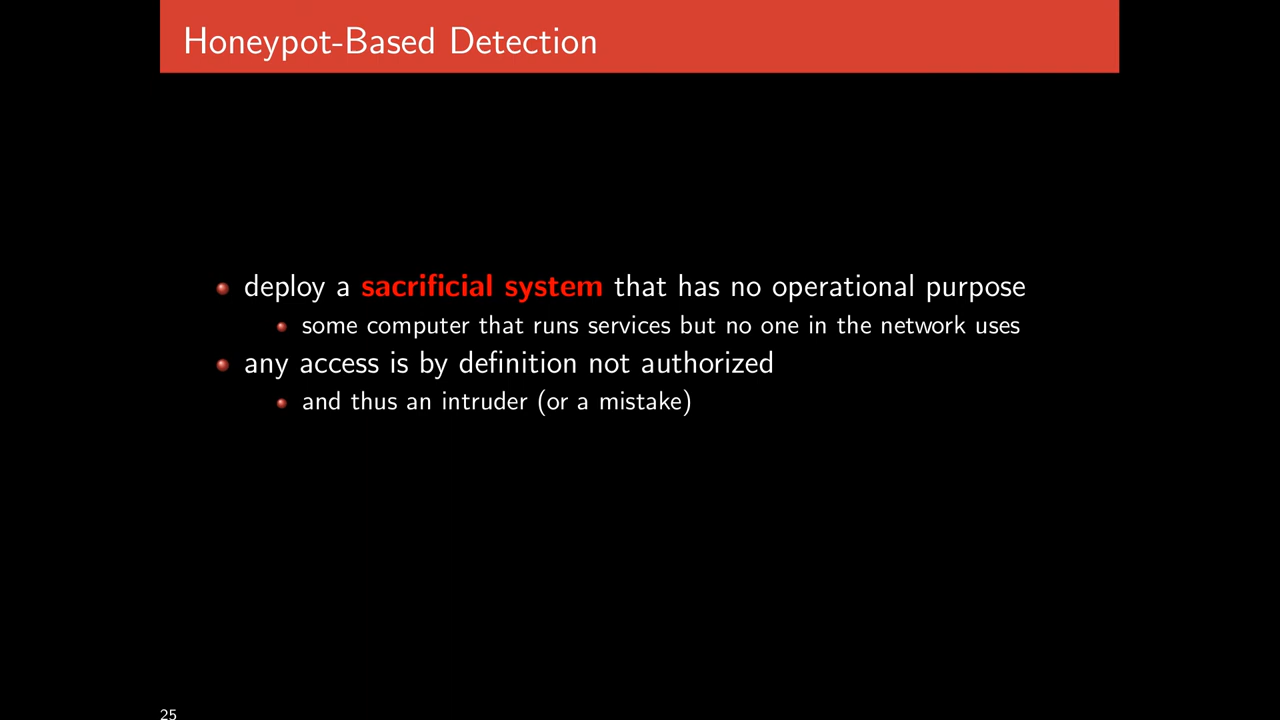 Honeypot-Based Detection
deploy a sacrificial system that has no operational purpose
some computer that runs services but no one in the network uses
any access is by definition not authorized
and thus an intruder (or a mistake)
25